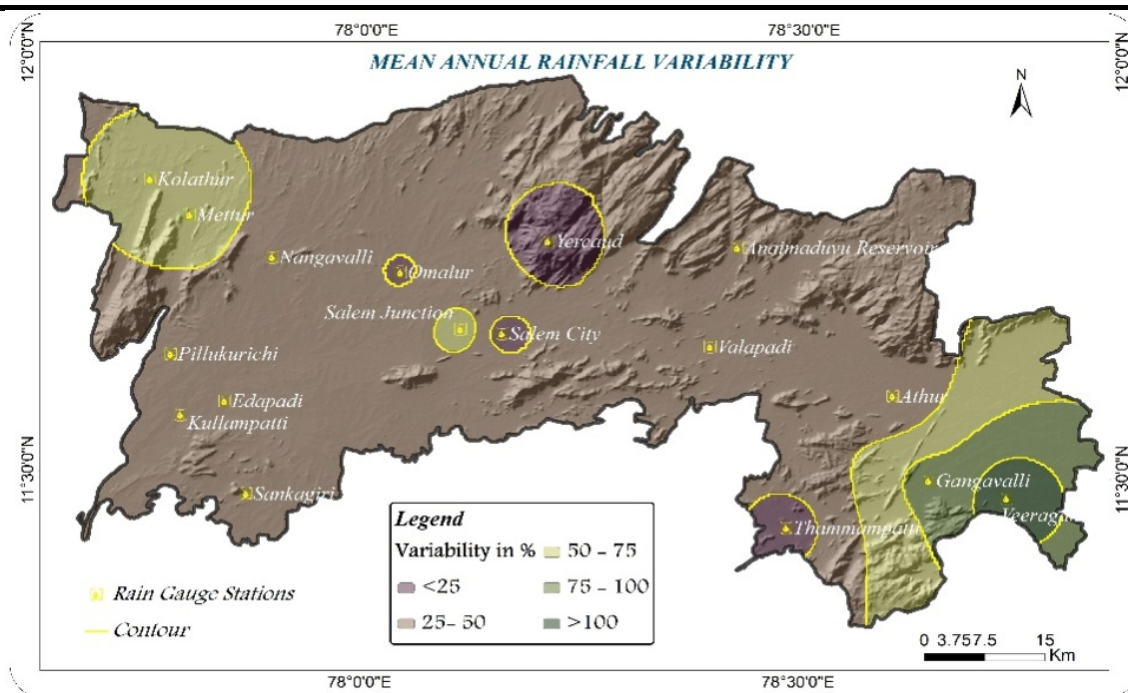 78°0'0"E 78°30'0"E
12°0'0"N 12°0'0"N
MEAN ANNUAL RAINFALL VARIABILITY
N
Kolathur
Mettur
Yercaud
Nangavalli
Anaimaduvu Reservoir
Omalur
Salem Junction
Salem City
Valapadi
Pillukurichi
Edapadi
Athur
Kullampatti
Gangavalli
11°30'0"N 11°30'0"N
Sankagiri
Thammampatti
Legend
Variability in % 50 - 75
<25 75 - 100
25- 50 >100
Rain Gauge Stations
Contour
0 3.757.5 15
Km
78°0'0"E 78°30'0"E